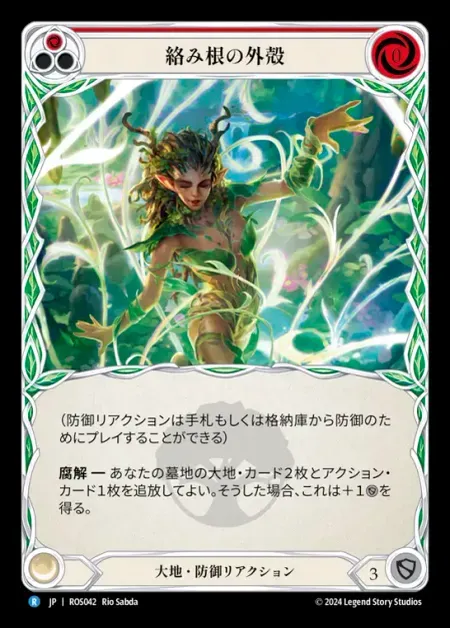 絡み根の外殻
0
（防御リアクションは手札もしくは格納庫から防御のた
めにプレイすることができる）
腐解 ー あなたの墓地の大地・カード２枚とアクション・
カード１枚を追放してよい。そうした場合、これは＋１を
得る。
大地・防御リアクション
3
R JP | ROS042 Rio Sabda
© 2024 Legend Story Studios